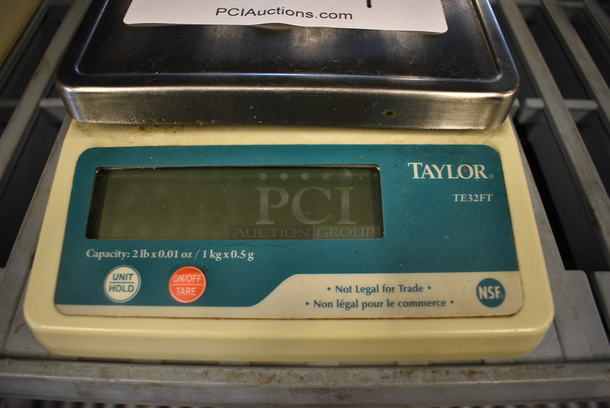 PCIAuctions.com
TAYLOR®
TE32FT
PCI
AUCTION GROUP
Capacity: 2 lb x 0.01 oz / 1 kg x 0.5 g
UNIT
HOLD
ON/OFF
TARE
• Not Legal for Trade •
• Non légal pour le commerce •
NSF